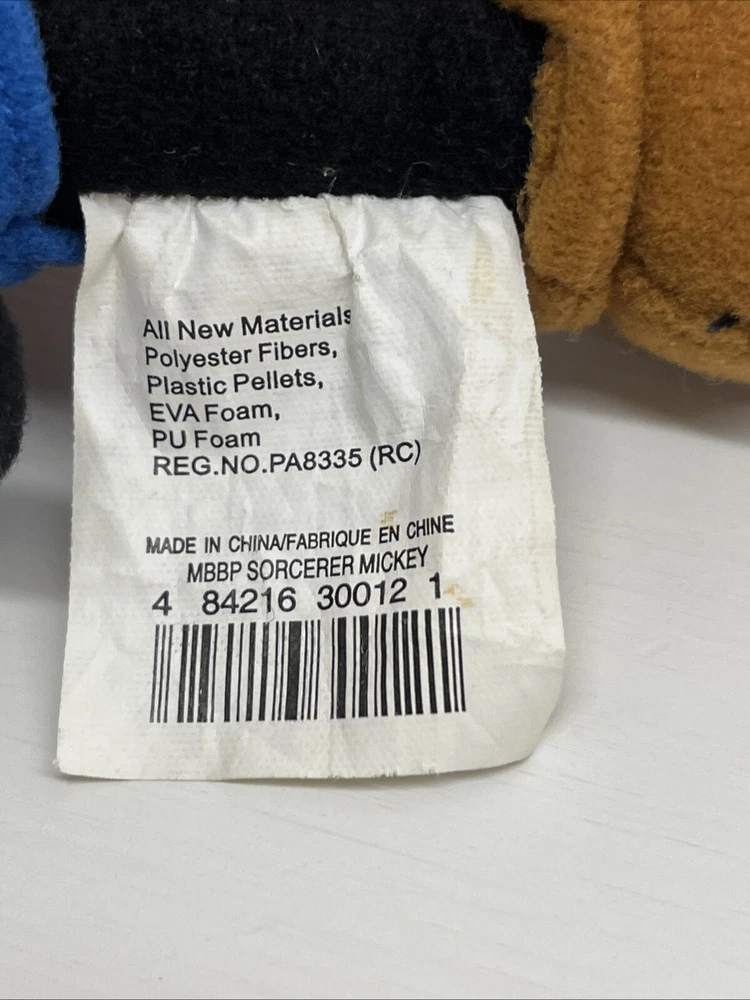 All New Materials
Polyester Fibers,
Plastic Pellets,
EVA Foam,
PU Foam
REG.NO.PA8335 (RC)
MADE IN CHINA/FABRIQUE EN CHINE
MBBP SORCERER MICKEY
4 84216 30012 1